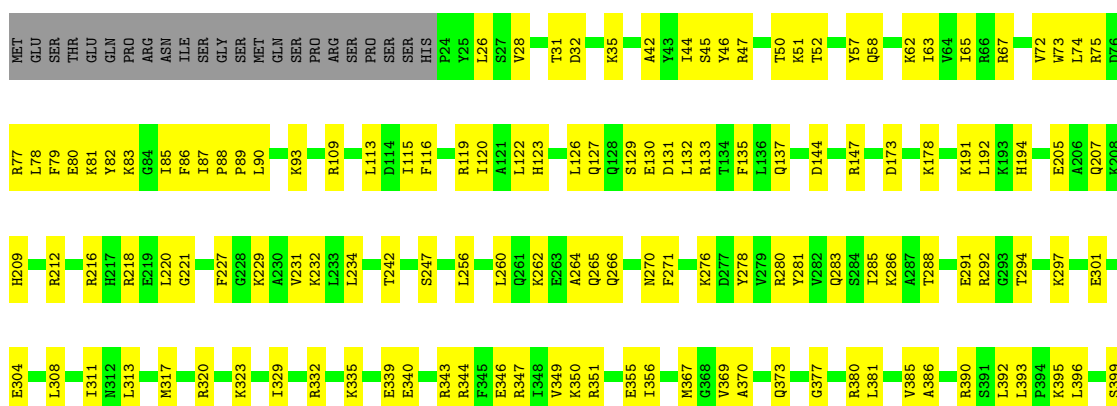 MET GLU SER THR GLU GLN PRO ARG ASN ILE SER GLY SER MET GLN SER PRO ARG SER PRO SER SER HIS P24 Y25 L26 S27 V28 T31 D32 K35 A42 Y43 I44 S45 Y46 R47 T50 K51 T52 Y57 Q58 K62 I63 V64 I65 R66 R67 V72 W73 L74 R75 D76
R77 L78 F79 E80 K81 Y82 K83 G84 I85 F86 I87 P88 P89 L90 K93 R109 L113 D114 I115 F116 R119 I120 A121 L122 H123 L126 Q127 Q128 S129 E130 D131 L132 R133 T134 F135 L136 Q137 D144 R147 D173 K178 K191 L192 K193 H194 E205 A206 Q207 K208
H209 R212 R216 H217 R218 E219 L220 G221 F227 G228 K229 A230 V231 K232 L233 L234 T242 S247 L256 L260 Q261 K262 E263 A264 Q265 Q266 N270 F271 K276 D277 Y278 V279 R280 Y281 V282 Q283 S284 I285 K286 A287 T288 E291 R292 G293 T294 K297 E301
E304 L308 I311 N312 L313 M317 R320 K323 I329 R332 K335 E339 E340 R343 R344 F345 E346 R347 I348 V349 K350 R351 E355 I356 M367 G368 V369 A370 Q373 G377 R380 L381 V385 A386 R390 S391 L392 L393 P394 K395 L396 S399